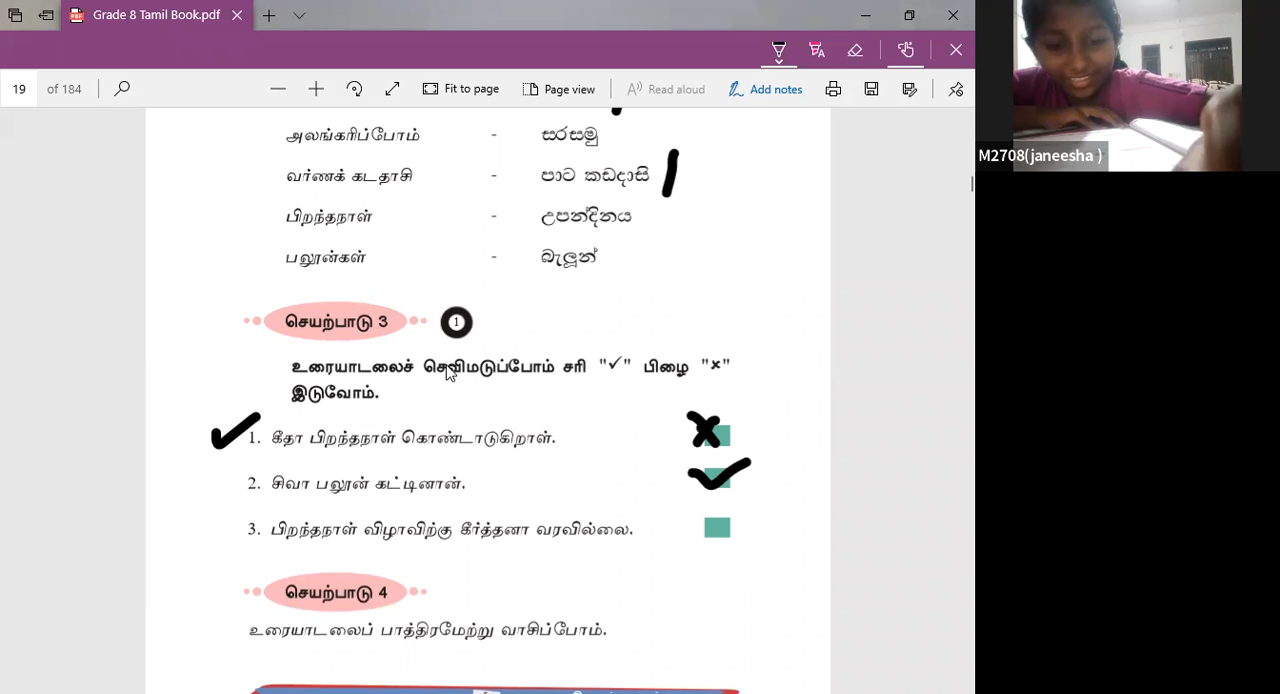 Grade 8 Tamil Book.pdf
19 of 184 Fit to page Page view Read aloud Add notes
M2708(janeesha )
அலங்கரிப்போம் - සරසමු
வர்ணக் கடதாசி - පාට කඩදාසි
பிறந்தநாள் - උපන්දිනය
பலூன்கள் - බැලූන්
செயற்பாடு 3 1
உரையாடலைச் செவிமடுப்போம் சரி "✓" பிழை "×"
இடுவோம்.
1. கீதா பிறந்தநாள் கொண்டாடுகிறாள்.
2. சிவா பலூன் கட்டினான்.
3. பிறந்தநாள் விழாவிற்கு கீர்த்தனா வரவில்லை.
செயற்பாடு 4
உரையாடலைப் பாத்திரமேற்று வாசிப்போம்.